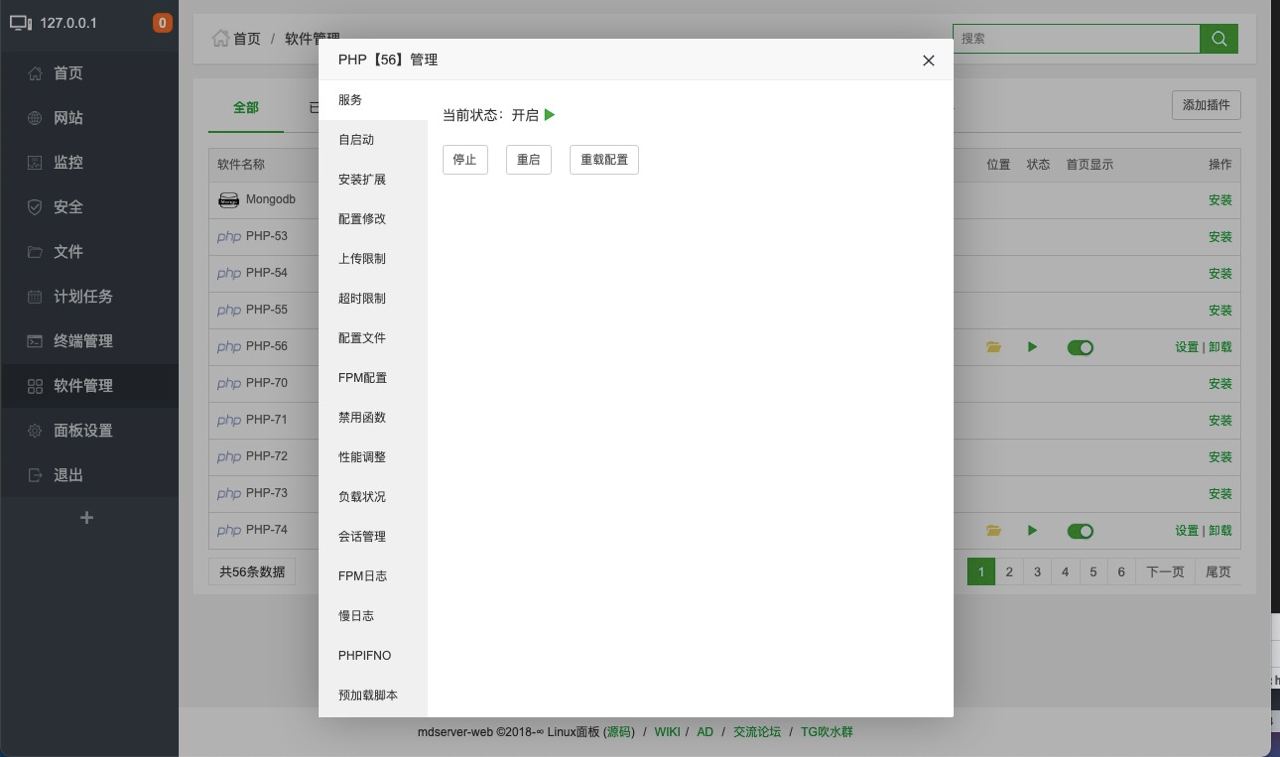 127.0.0.1
0
首页
网站
监控
安全
文件
计划任务
终端管理
软件管理
面板设置
退出
+
首页 / 软件管理
搜索
全部
添加插件
软件名称 位置 状态 首页显示 操作
Mongodb 安装
php PHP-53 安装
php PHP-54 安装
php PHP-55 安装
php PHP-56 设置 | 卸载
php PHP-70 安装
php PHP-71 安装
php PHP-72 安装
php PHP-73 安装
php PHP-74 设置 | 卸载
共56条数据
1 2 3 4 5 6 下一页 尾页
PHP【56】管理
服务
自启动
安装扩展
配置修改
上传限制
超时限制
配置文件
FPM配置
禁用函数
性能调整
负载状况
会话管理
FPM日志
慢日志
PHPIFNO
预加载脚本
当前状态：开启
停止 重启 重载配置
mdserver-web ©2018-∞ Linux面板 (源码) / WIKI / AD / 交流论坛 / TG吹水群